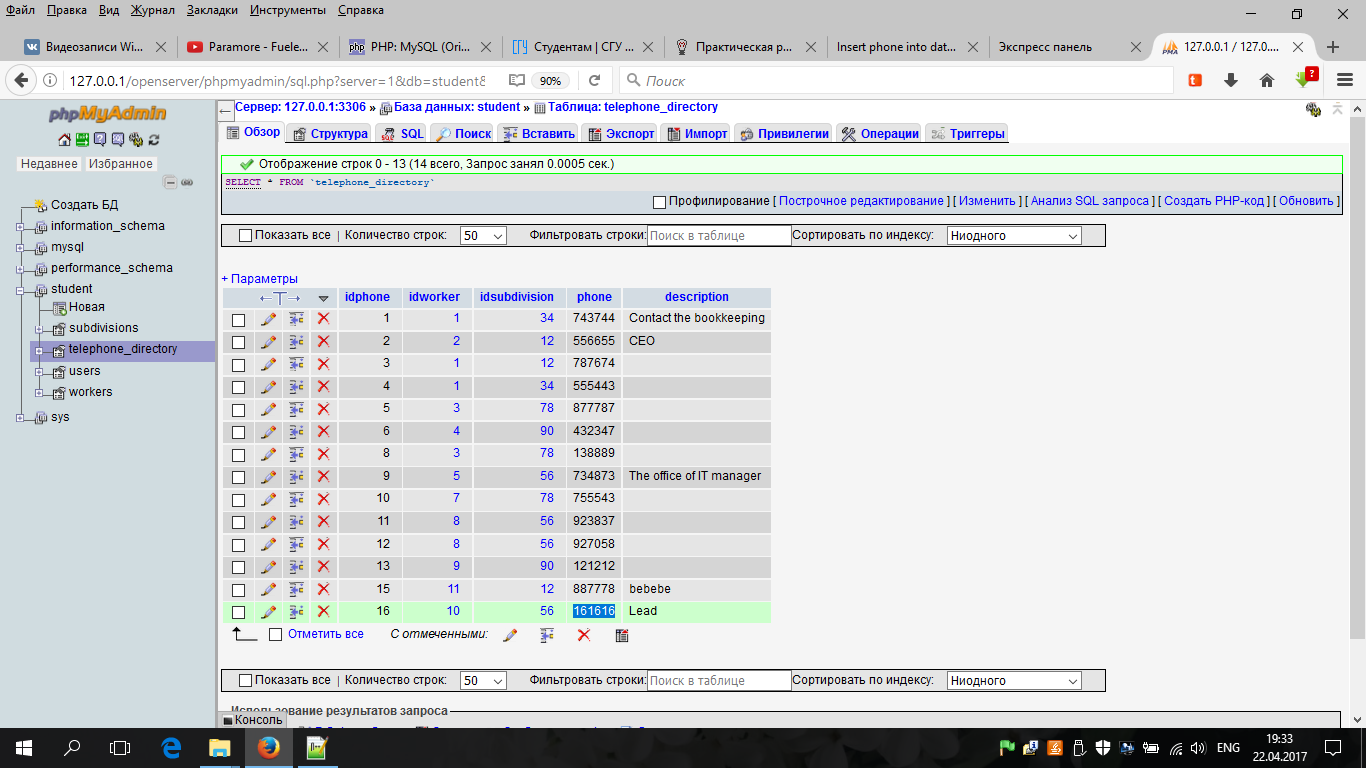 Файл Правка Вид Журнал Закладки Инструменты Справка
Видеозаписи Wi... Paramore - Fuele... PHP: MySQL (Ori... Студентам | СГУ ... Практическая р... Insert phone into dat... Экспресс панель 127.0.0.1 / 127.0....
127.0.0.1/openserver/phpmyadmin/sql.php?server=1&db=student& 90% Поиск
phpMyAdmin
Недавнее Избранное
Создать БД
information_schema
mysql
performance_schema
student
Новая
subdivisions
telephone_directory
users
workers
sys
Сервер: 127.0.0.1:3306 » База данных: student » Таблица: telephone_directory
Обзор Структура SQL Поиск Вставить Экспорт Импорт Привилегии Операции Триггеры
Отображение строк 0 - 13 (14 всего, Запрос занял 0.0005 сек.)
SELECT * FROM `telephone_directory`
Профилирование [ Построчное редактирование ] [ Изменить ] [ Анализ SQL запроса ] [ Создать PHP-код ] [ Обновить ]
Показать все | Количество строк: 50 Фильтровать строки: Поиск в таблице Сортировать по индексу: Ниодного
+ Параметры
←T→ idphone idworker idsubdivision phone description
1 1 34 743744 Contact the bookkeeping
2 2 12 556655 CEO
3 1 12 787674
4 1 34 555443
5 3 78 877787
6 4 90 432347
8 3 78 138889
9 5 56 734873 The office of IT manager
10 7 78 755543
11 8 56 923837
12 8 56 927058
13 9 90 121212
15 11 12 887778 bebebe
16 10 56 161616 Lead
Отметить все С отмеченными:
Показать все | Количество строк: 50 Фильтровать строки: Поиск в таблице Сортировать по индексу: Ниодного
Использование результатов запроса
Консоль
ENG 19:33
22.04.2017